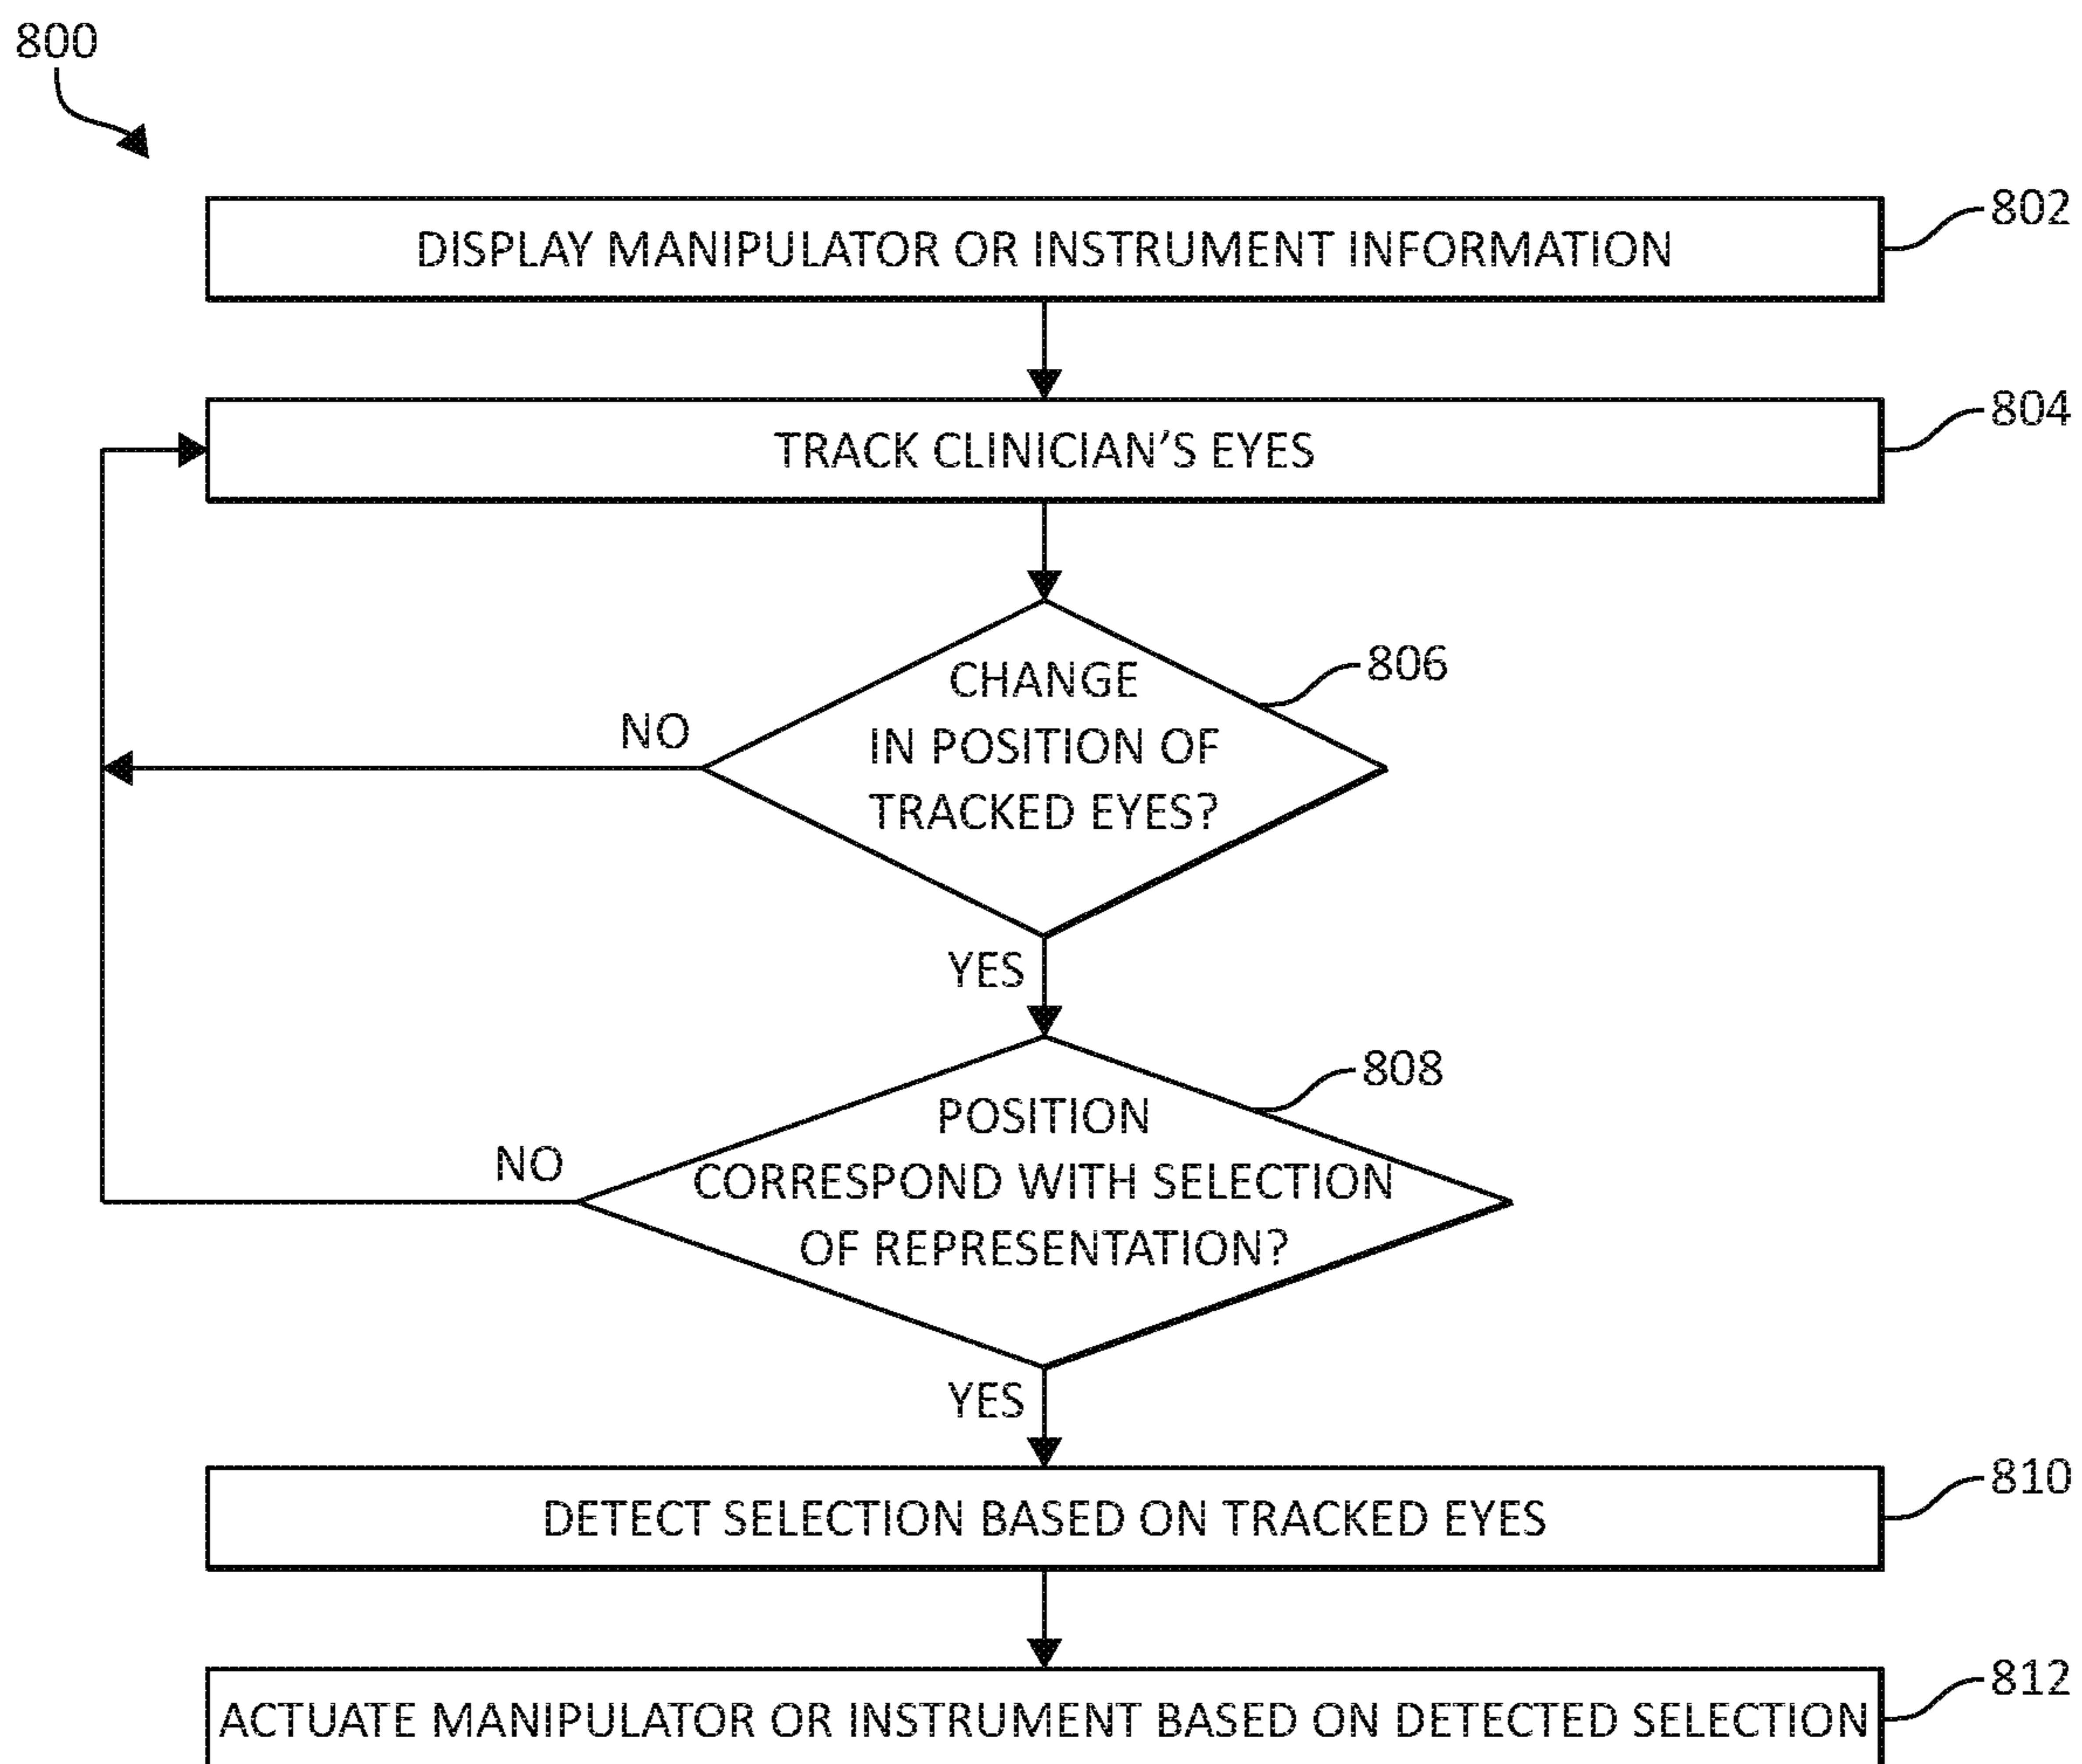 800
DISPLAY MANIPULATOR OR INSTRUMENT INFORMATION
802
TRACK CLINICIAN'S EYES
804
CHANGE
IN POSITION OF
TRACKED EYES?
806
NO
YES
POSITION
CORRESPOND WITH SELECTION
OF REPRESENTATION?
808
NO
YES
DETECT SELECTION BASED ON TRACKED EYES
810
ACTUATE MANIPULATOR OR INSTRUMENT BASED ON DETECTED SELECTION
812